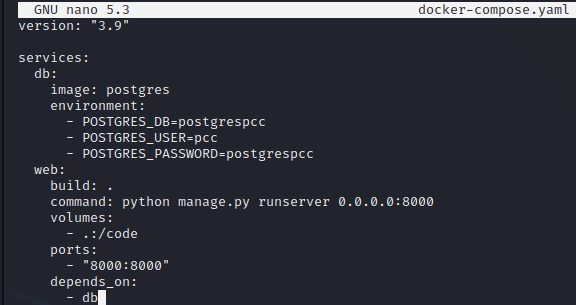 GNU nano 5.3 docker-compose.yaml
version: "3.9"
services:
  db:
    image: postgres
    environment:
      - POSTGRES_DB=postgrespcc
      - POSTGRES_USER=pcc
      - POSTGRES_PASSWORD=postgrespcc
  web:
    build: .
    command: python manage.py runserver 0.0.0.0:8000
    volumes:
      - .:/code
    ports:
      - "8000:8000"
    depends_on:
      - db